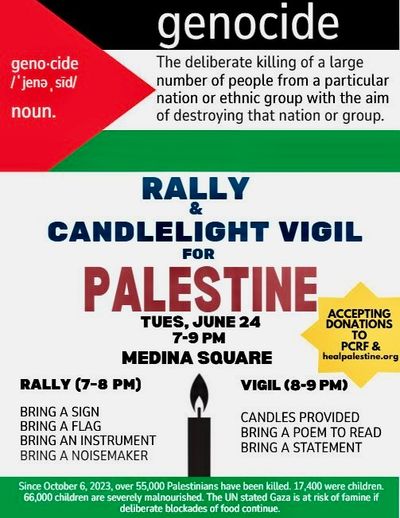 genocide
geno·cide
/ˈjenəˌsīd/
noun.
The deliberate killing of a large
number of people from a particular
nation or ethnic group with the aim
of destroying that nation or group.
RALLY
&
CANDLELIGHT VIGIL
FOR
PALESTINE
TUES, JUNE 24
7-9 PM
MEDINA SQUARE
ACCEPTING
DONATIONS
TO
PCRF &
healpalestine.org
RALLY (7-8 PM)
BRING A SIGN
BRING A FLAG
BRING AN INSTRUMENT
BRING A NOISEMAKER
VIGIL (8-9 PM)
CANDLES PROVIDED
BRING A POEM TO READ
BRING A STATEMENT
Since October 6, 2023, over 55,000 Palestinians have been killed. 17,400 were children.
66,000 children are severely malnourished. The UN stated Gaza is at risk of famine if
deliberate blockades of food continue.